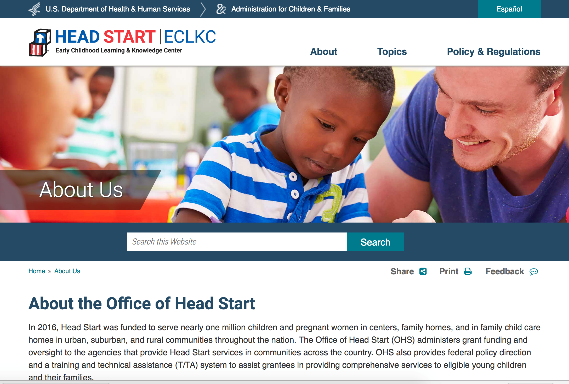 U.S. Department of Health & Human Services
Administration for Children & Families
Español
HEAD START | ECLKC
Early Childhood Learning & Knowledge Center
About
Topics
Policy & Regulations
About Us
Search this Website
Search
Home » About Us
Share
Print
Feedback
About the Office of Head Start
In 2016, Head Start was funded to serve nearly one million children and pregnant women in centers, family homes, and in family child care
homes in urban, suburban, and rural communities throughout the nation. The Office of Head Start (OHS) administers grant funding and
oversight to the agencies that provide Head Start services in communities across the country. OHS also provides federal policy direction
and a training and technical assistance (T/TA) system to assist grantees in providing comprehensive services to eligible young children
and their families.